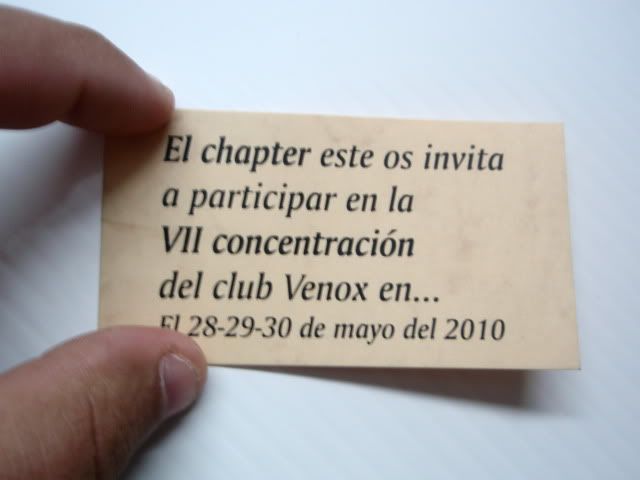 El chapter este os invita
a participar en la
VII concentración
del club Venox en...
El 28-29-30 de mayo del 2010